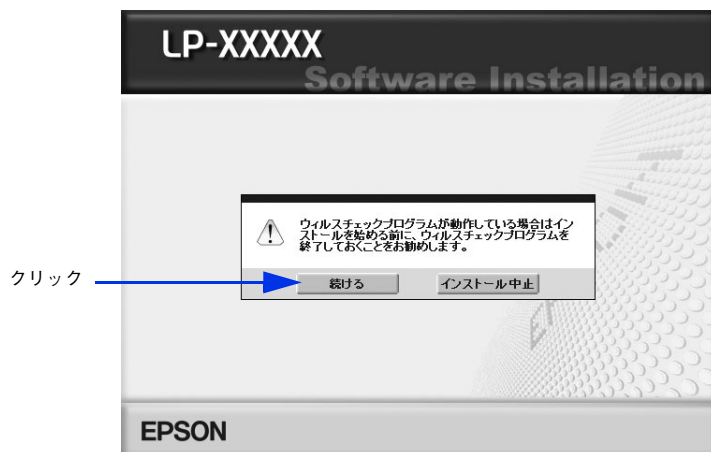 LP-XXXXX
Software Installation
ウィルスチェックプログラムが動作している場合はイン
ストールを始める前に、ウィルスチェックプログラムを
終了しておくことをお勧めします。
クリック
続ける インストール中止
EPSON